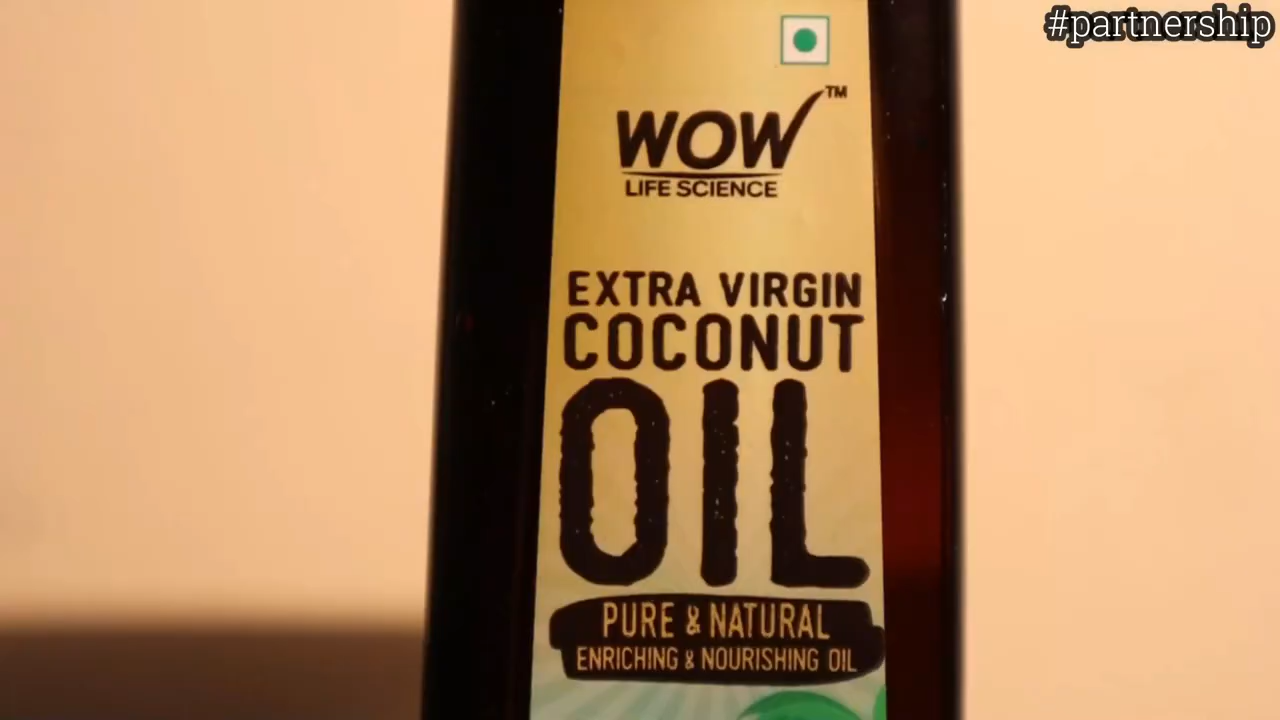 #partnership
WOW™
LIFE SCIENCE
EXTRA VIRGIN
COCONUT
OIL
PURE & NATURAL
ENRICHING & NOURISHING OIL